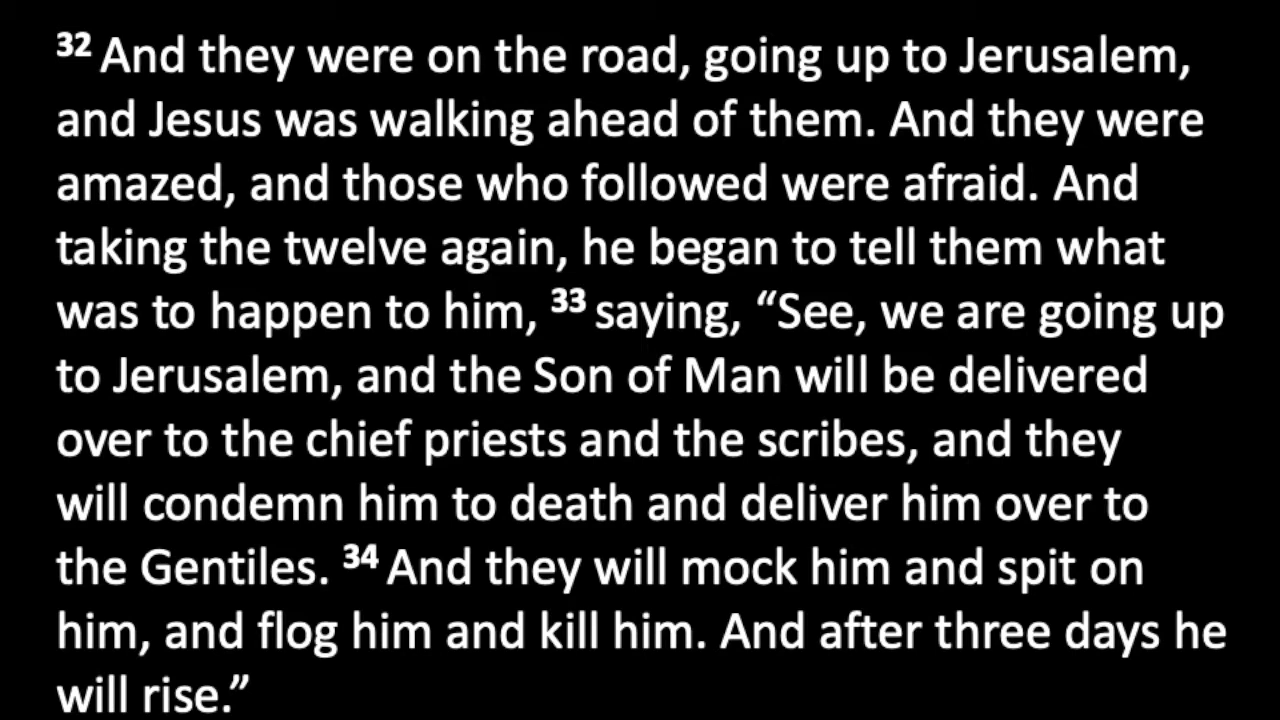 32 And they were on the road, going up to Jerusalem,
and Jesus was walking ahead of them. And they were
amazed, and those who followed were afraid. And
taking the twelve again, he began to tell them what
was to happen to him, 33 saying, “See, we are going up
to Jerusalem, and the Son of Man will be delivered
over to the chief priests and the scribes, and they
will condemn him to death and deliver him over to
the Gentiles. 34 And they will mock him and spit on
him, and flog him and kill him. And after three days he
will rise.”